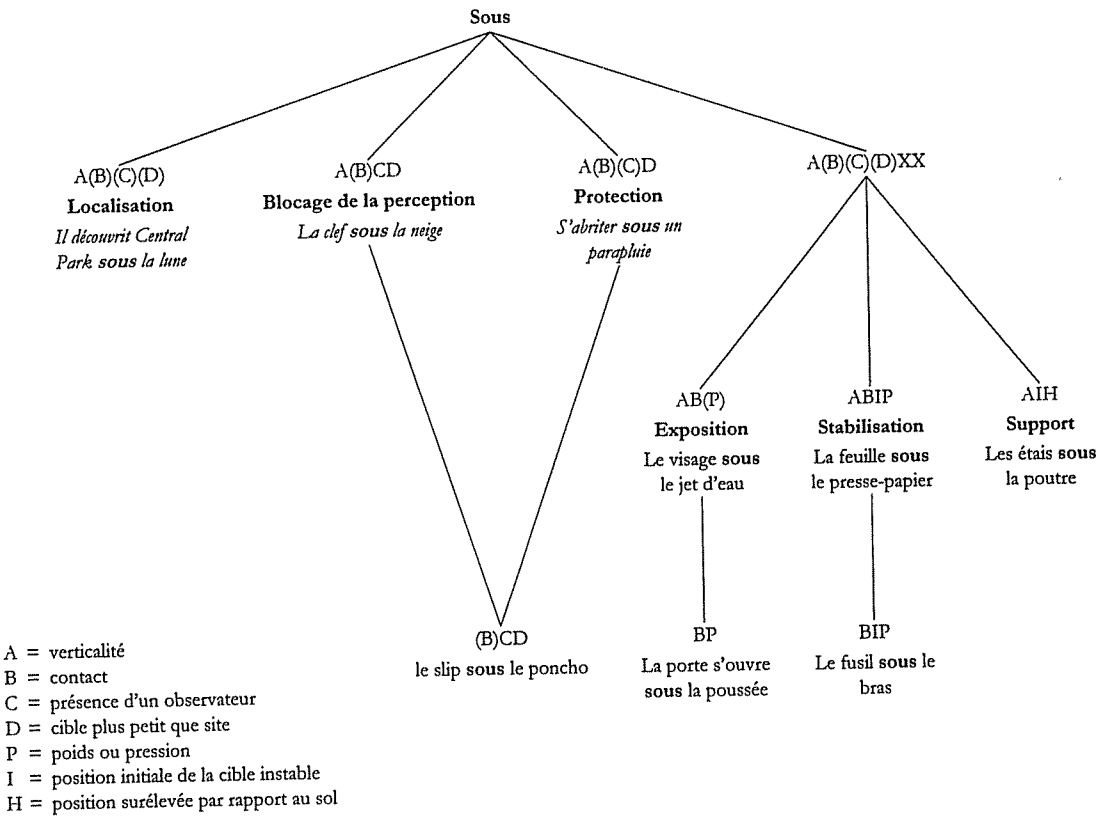 Sous
A(B)(C)(D)
Localisation
Il découvrit Central
Park sous la lune
A(B)CD
Blocage de la perception
La clef sous la neige
A(B)(C)D
Protection
S'abriter sous un
parapluie
A(B)(C)(D)XX
AB(P)
Exposition
Le visage sous
le jet d'eau
ABIP
Stabilisation
La feuille sous
le presse-papier
AIH
Support
Les étais sous
la poutre
(B)CD
le slip sous le poncho
BP
La porte s'ouvre
sous la poussée
BIP
Le fusil sous le
bras
A = verticalité
B = contact
C = présence d'un observateur
D = cible plus petit que site
P = poids ou pression
I = position initiale de la cible instable
H = position surélevée par rapport au sol